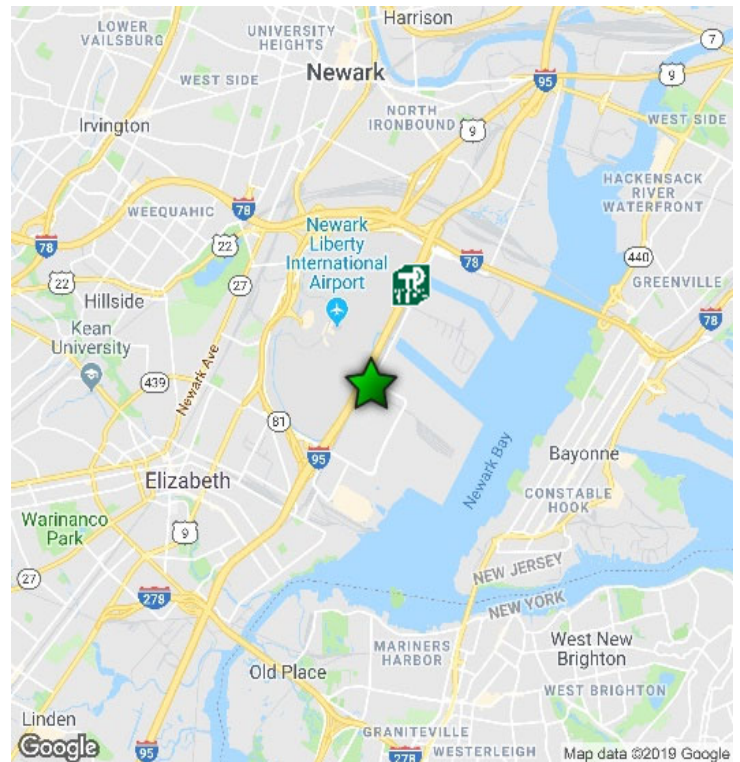 LOWER
VAILSBURG
UNIVERSITY
HEIGHTS
Harrison
7
95
9
WEST SIDE
Newark
NORTH
IRONBOUND
9
WEST SIDE
Irvington
HACKENSACK
RIVER
WATERFRONT
78
WEEQUAHIC
78
22
Newark
Liberty
International
Airport
78
440
GREENVILLE
22
27
Hillside
78
Kean
University
439
Newark Ave
81
95
Elizabeth
Newark Bay
Bayonne
CONSTABLE
HOOK
Warinanco
Park
9
27
278
NEW JERSEY
NEW YORK
MARINERS
HARBOR
West New
Brighton
Old Place
WEST BRIGHTON
Linden
GRANITEVILLE
Google
95
278
WESTERLEIGH
Map data ©2019 Google